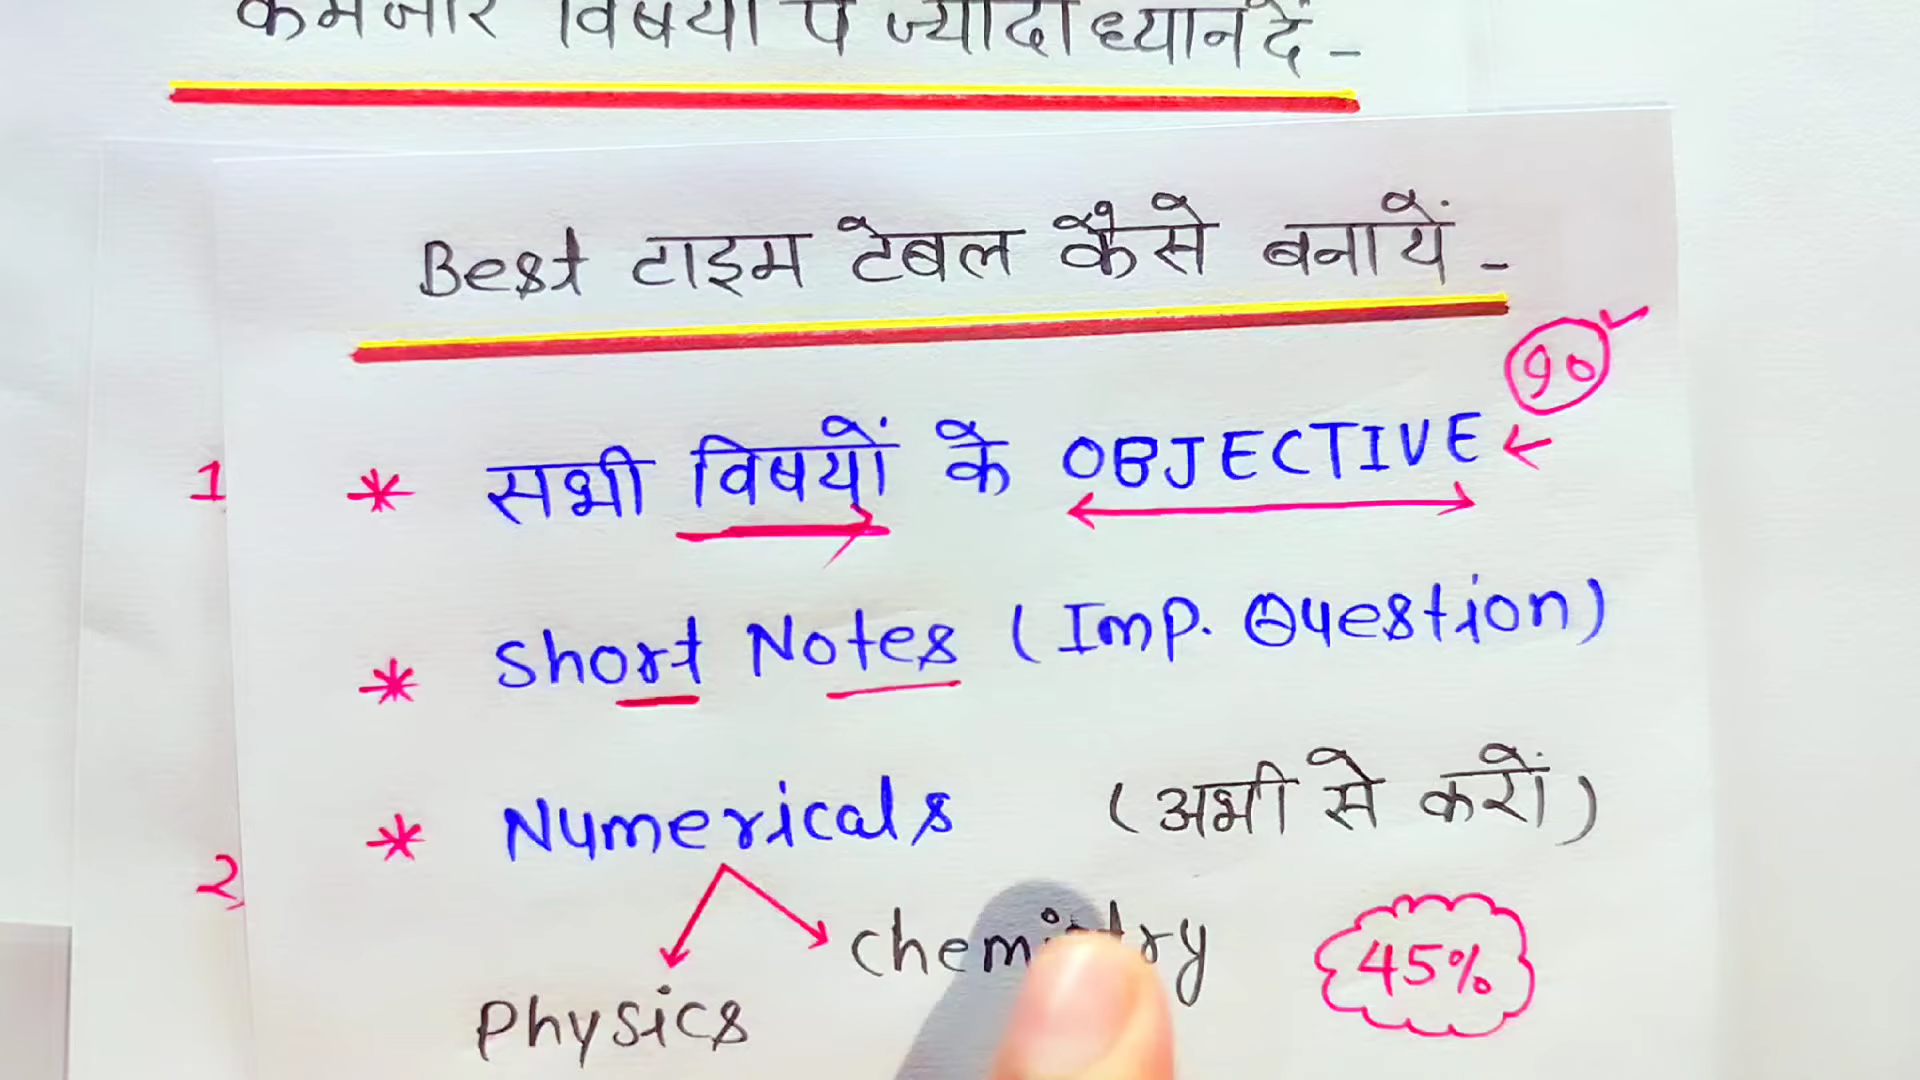 कमजोर विषयों पे ज्यादा ध्यान दें -
Best टाइम टेबल कैसे बनायें -
90
1 * सभी विषयों के OBJECTIVE
* Short Notes (Imp. Question)
* Numericals (अभी से करों)
2
Chemistry
45%
Physics